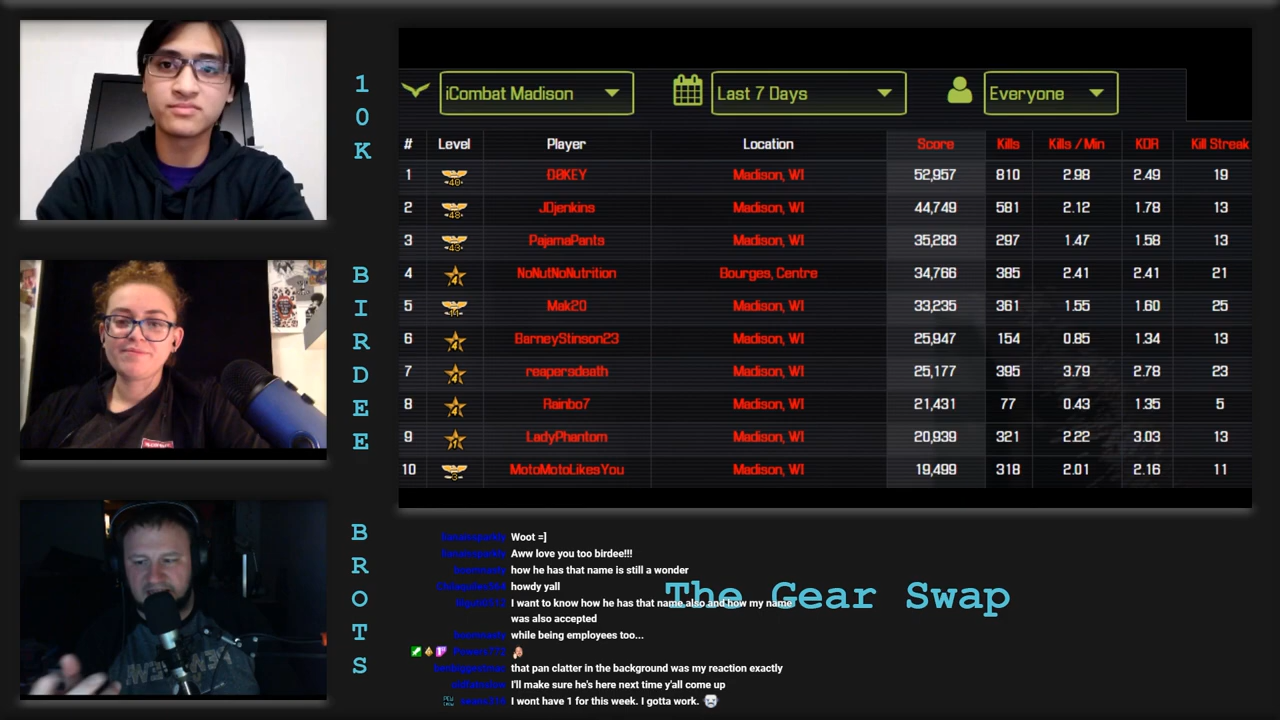 10K
BIRDEE
BROTS
iCombat Madison
Last 7 Days
Everyone
# Level Player Location Score Kills Kills / Min KDR Kill Streak
1 40 D0KEY Madison, WI 52,957 810 2.98 2.49 19
2 48 JDjenkins Madison, WI 44,749 581 2.12 1.78 13
3 43 PajamaPants Madison, WI 35,283 297 1.47 1.58 13
4 NoNutNoNutrition Bourges, Centre 34,766 385 2.41 2.41 21
5 Mak20 Madison, WI 33,235 361 1.55 1.60 25
6 BarneyStinson23 Madison, WI 25,947 154 0.85 1.34 13
7 reapersdeath Madison, WI 25,177 395 3.79 2.78 23
8 Rainbo7 Madison, WI 21,431 77 0.43 1.35 5
9 LadyPhantom Madison, WI 20,939 321 2.22 3.03 13
10 MotoMotoLikesYou Madison, WI 19,499 318 2.01 2.16 11
Woot =]
Aww love you too birdee!!!
how he has that name is still a wonder
howdy yall
I want to know how he has that name also and how my name
was also accepted
while being employees too...
that pan clatter in the background was my reaction exactly
I'll make sure he's here next time y'all come up
I wont have 1 for this week. I gotta work.
The Gear Swap